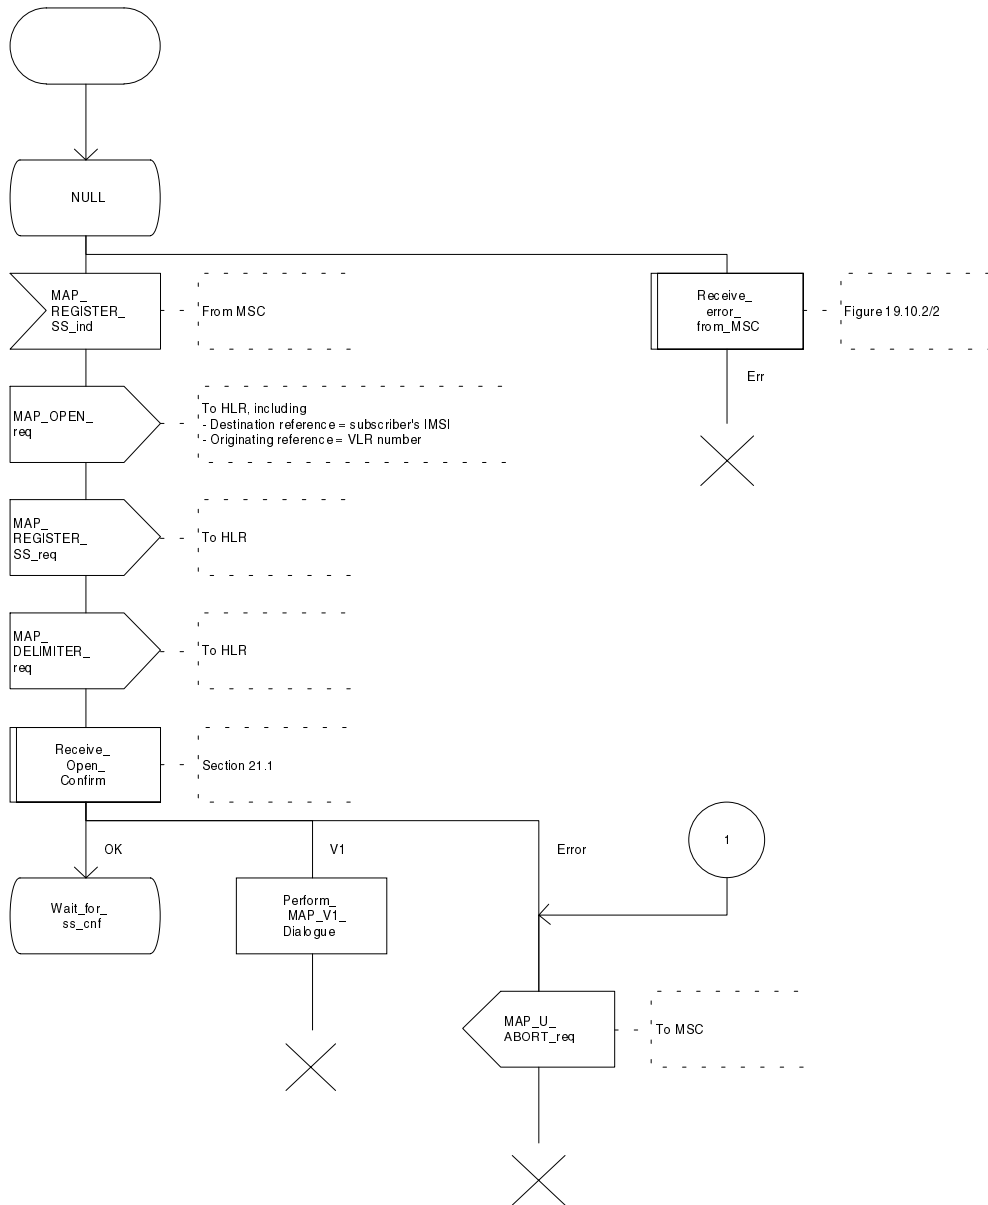 NULL
MAP_
REGISTER_
SS_ind
From MSC
Receive_
error_
from_MSC
Figure 19.10.2/2
Err
MAP_OPEN_
req
To HLR, including
- Destination reference = subscriber's IMSI
- Originating reference = VLR number
MAP_
REGISTER_
SS_req
To HLR
MAP_
DELIMITER_
req
To HLR
Receive_
Open_
Confirm
Section 21.1
OK
V1
Error
1
Wait_for_
ss_cnf
Perform_
MAP_V1_
Dialogue
MAP_U_
ABORT_req
To MSC